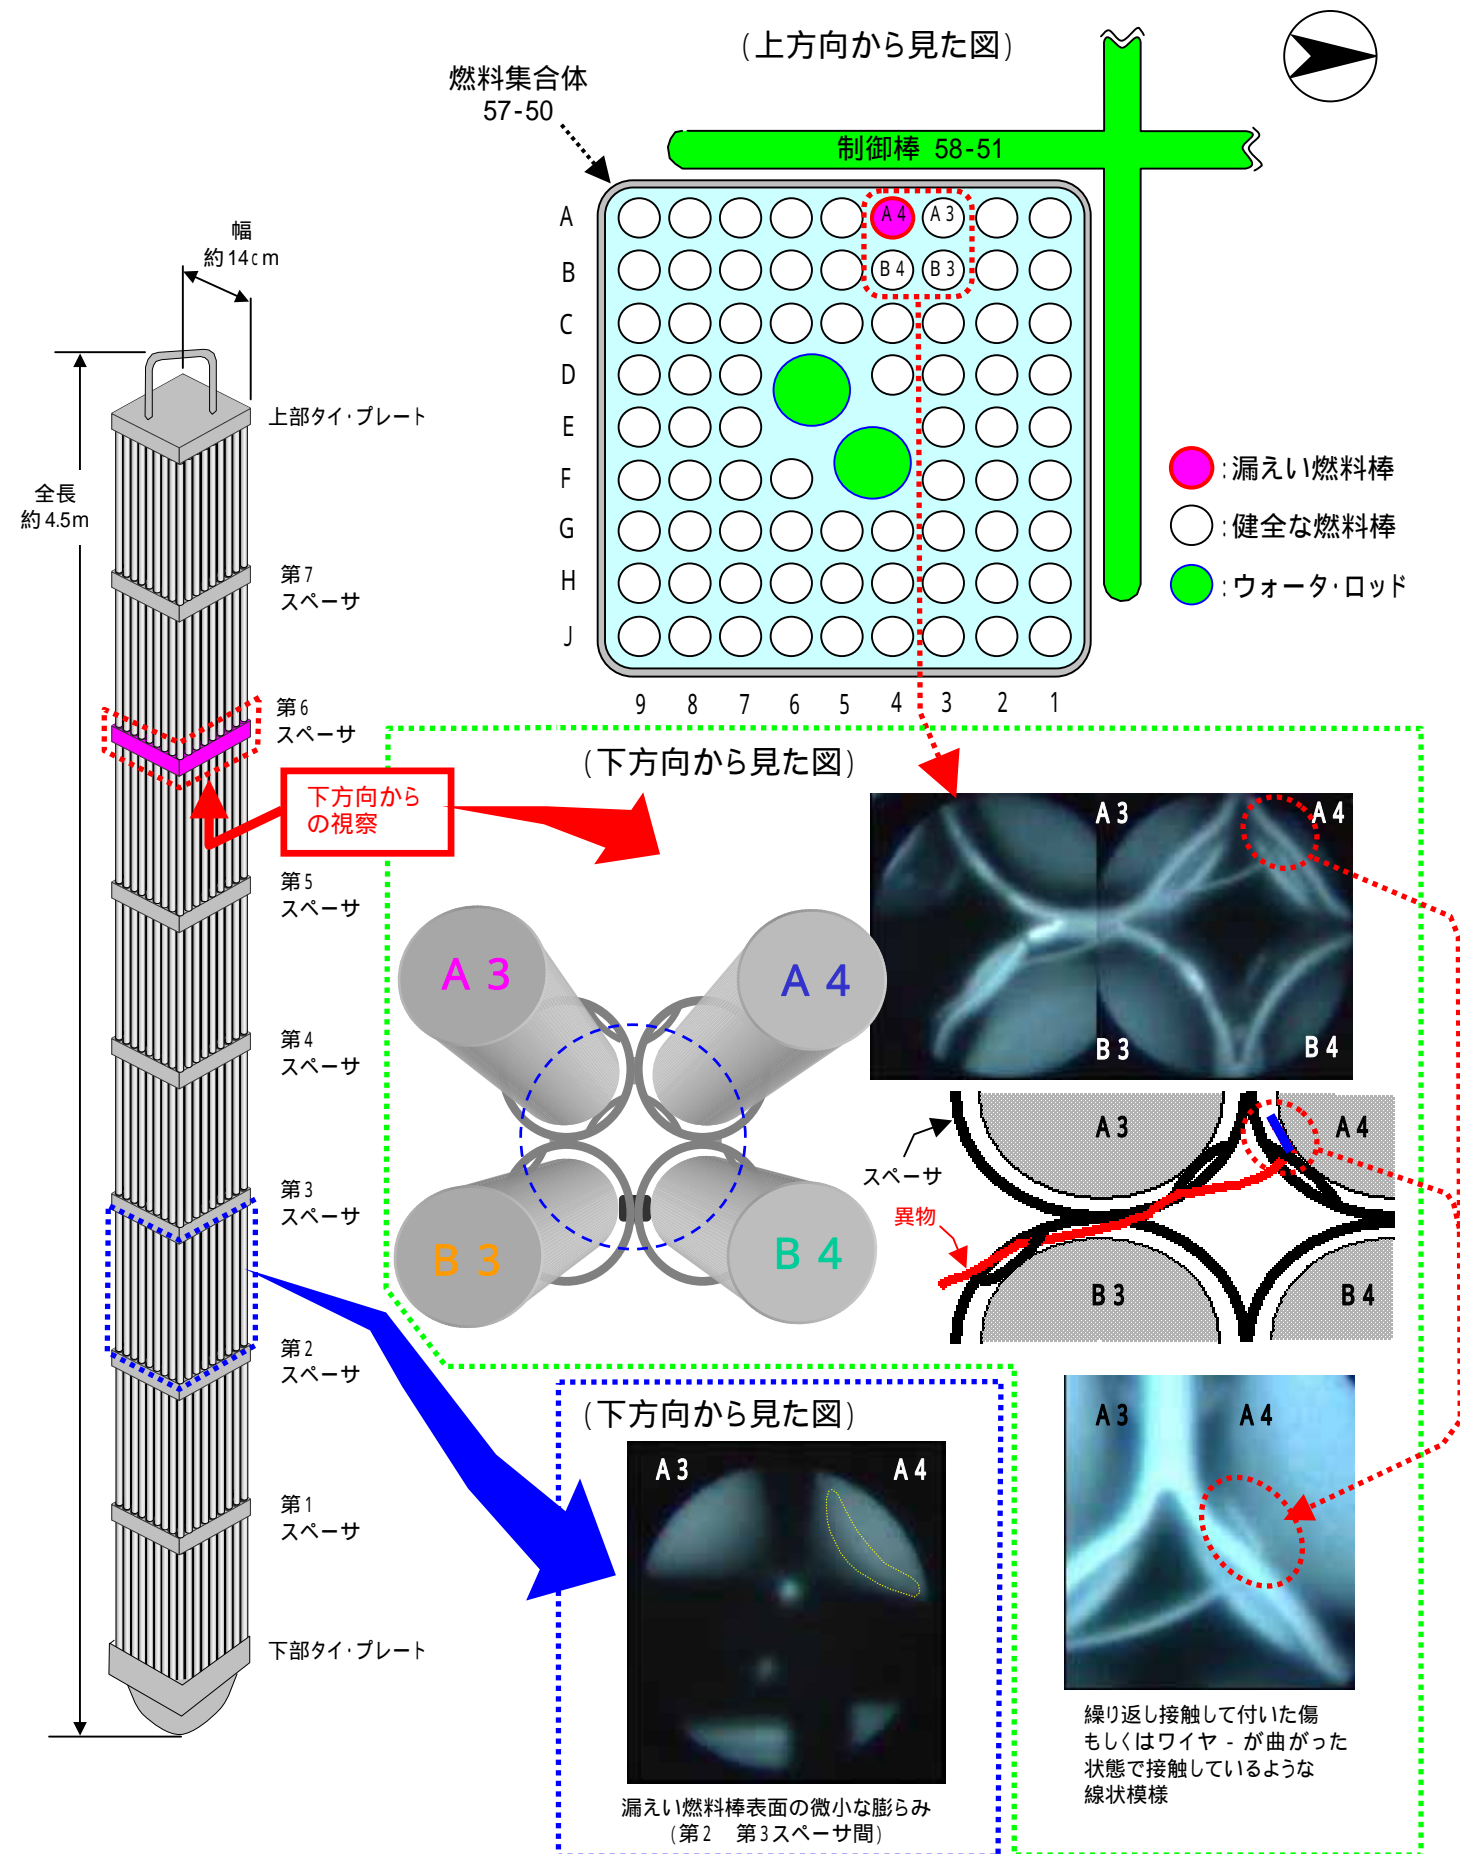 (上方向から見た図)
燃料集合体
57-50
制御棒 58-51
A
B
C
D
E
F
G
H
J
A4
A3
B4
B3
9
8
7
6
5
4
3
2
1
:漏えい燃料棒
:健全な燃料棒
:ウォータ・ロッド
幅
約14cm
全長
約4.5m
上部タイ・プレート
第7
スペーサ
第6
スペーサ
第5
スペーサ
第4
スペーサ
第3
スペーサ
第2
スペーサ
第1
スペーサ
下部タイ・プレート
下方向から
の視察
(下方向から見た図)
A3
A4
B3
B4
A3
A4
B3
B4
スペーサ
異物
A3
A4
B3
B4
A3
A4
繰り返し接触して付いた傷
もしくはワイヤ-が曲がった
状態で接触しているような
線状模様
(下方向から見た図)
A3
A4
漏えい燃料棒表面の微小な膨らみ
(第2 第3スペーサ間)